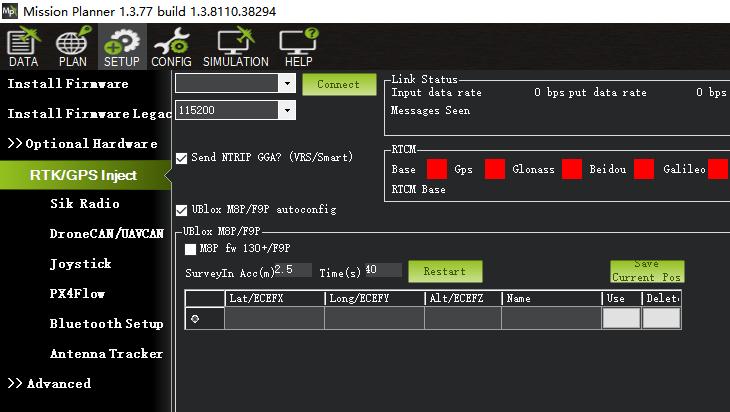 Mp
Mission Planner 1.3.77 build 1.3.8110.38294
DATA PLAN SETUP CONFIG SIMULATION HELP
Install Firmware
Install Firmware Legac
>> Optional Hardware
RTK/GPS Inject
Sik Radio
DroneCAN/UAVCAN
Joystick
PX4Flow
Bluetooth Setup
Antenna Tracker
>> Advanced
Connect
115200
Link Status
Input data rate 0 bps put data rate 0 bps
Messages Seen
Send NTRIP GGA? (VRS/Smart)
RTCM
Base Gps Glonass Beidou Galileo
RTCM Base
UBlox M8P/F9P autoconfig
UBlox M8P/F9P
M8P fw 130+/F9P
SurveyIn Acc(m) 2.5 Time(s) 40 Restart
Save
Current Pos
Lat/ECEFX Long/ECEFY Alt/ECEFZ Name Use Delet